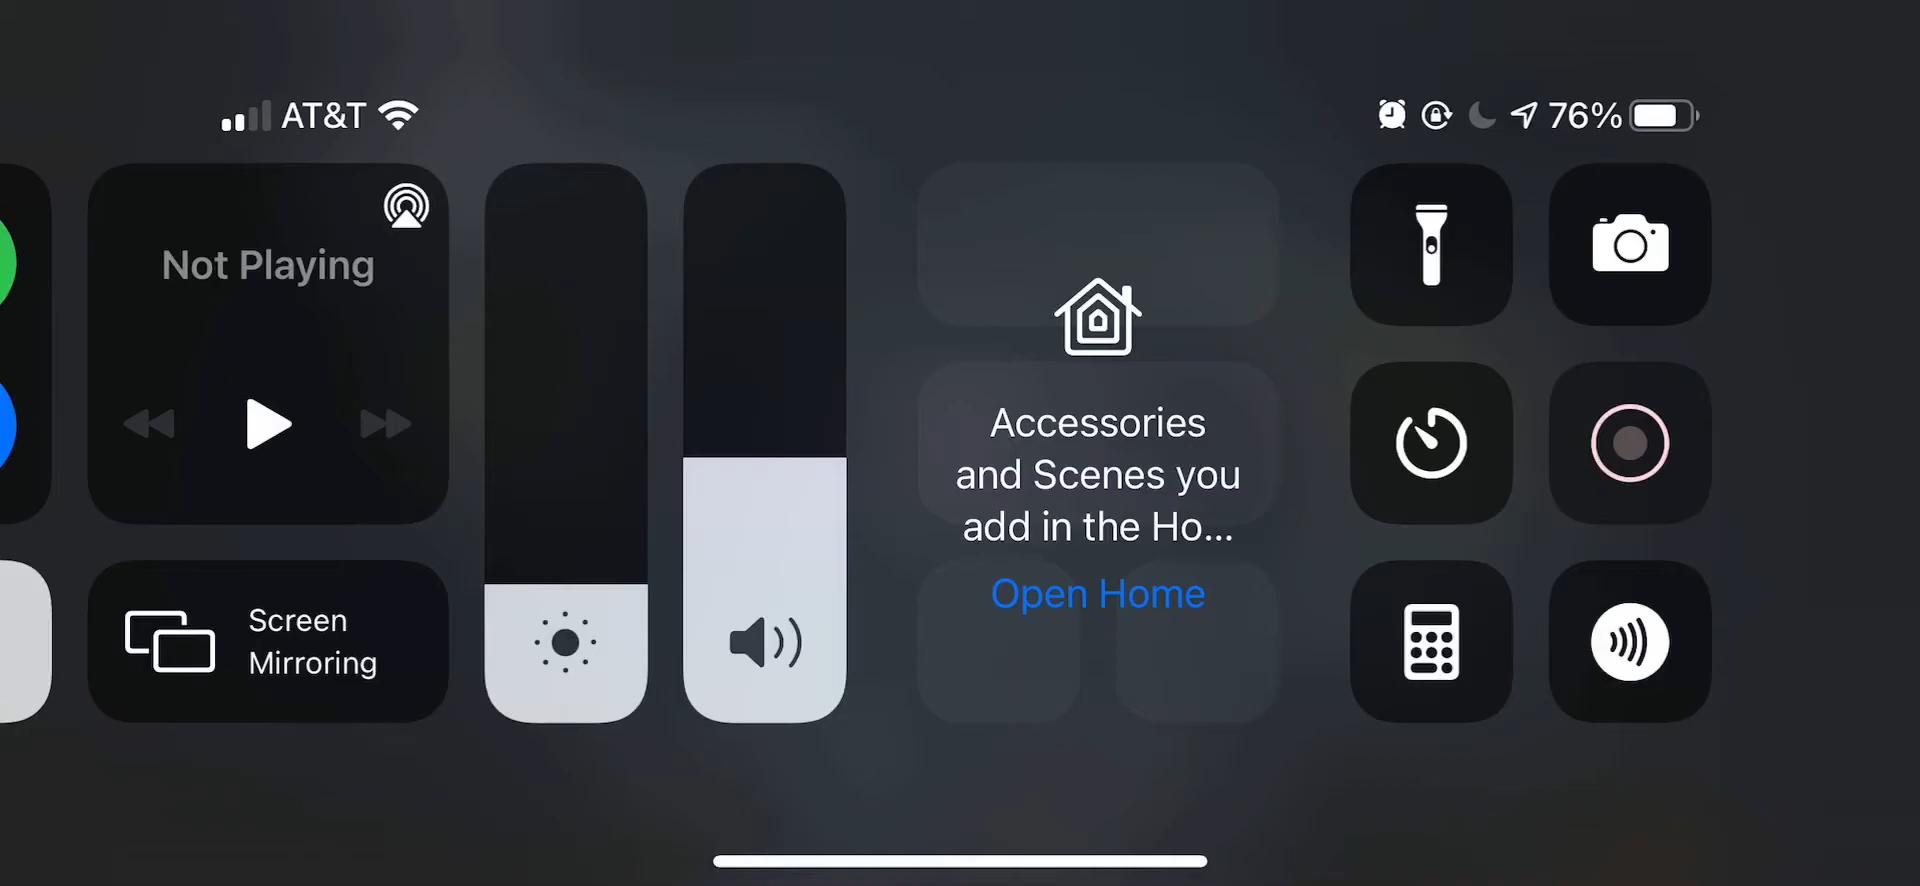 AT&T
76%
Not Playing
Accessories
and Scenes you
add in the Ho...
Open Home
Screen
Mirroring